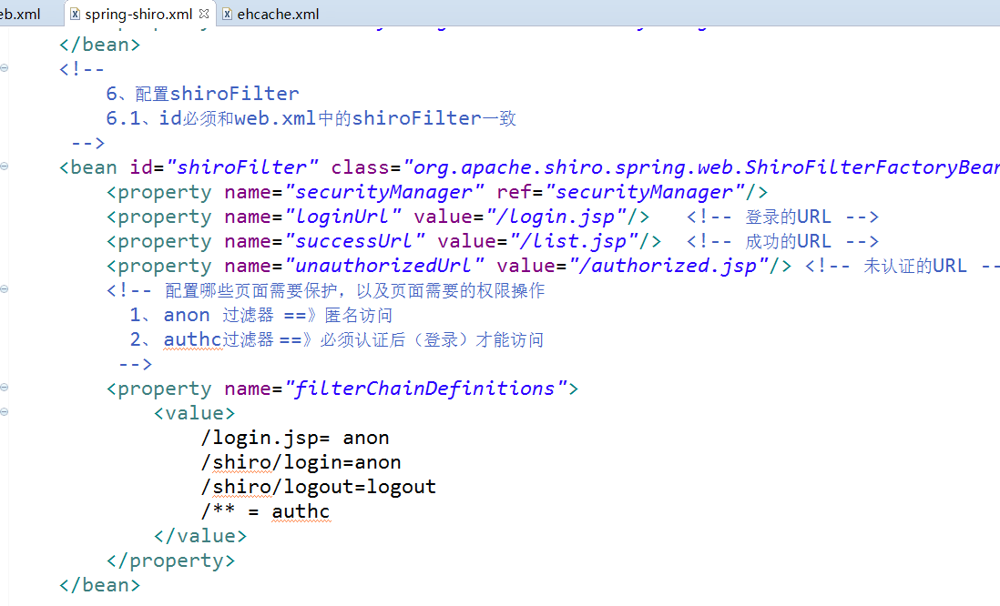 eb.xml spring-shiro.xml ehcache.xml
</bean>
<!--
6、配置shiroFilter
6.1、id必须和web.xml中的shiroFilter一致
-->
<bean id="shiroFilter" class="org.apache.shiro.spring.web.ShiroFilterFactoryBean
<property name="securityManager" ref="securityManager"/>
<property name="loginUrl" value="/login.jsp"/> <!-- 登录的URL -->
<property name="successUrl" value="/list.jsp"/> <!-- 成功的URL -->
<property name="unauthorizedUrl" value="/authorized.jsp"/> <!-- 未认证的URL --
<!-- 配置哪些页面需要保护，以及页面需要的权限操作
1、 anon 过滤器 ==》匿名访问
2、 authc过滤器 ==》必须认证后（登录）才能访问
-->
<property name="filterChainDefinitions">
<value>
/login.jsp= anon
/shiro/login=anon
/shiro/logout=logout
/** = authc
</value>
</property>
</bean>